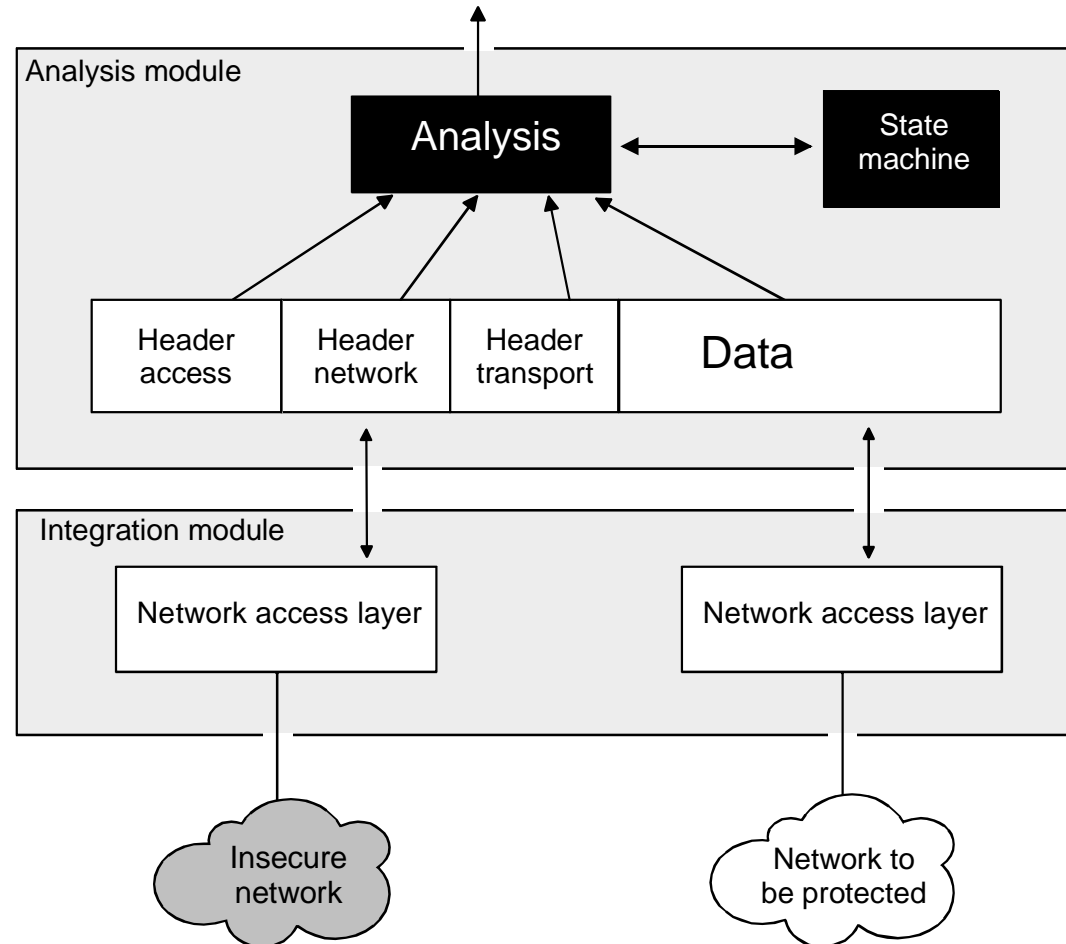 Analysis module
Analysis
State
machine
Header
access
Header
network
Header
transport
Data
Integration module
Network access layer
Network access layer
Insecure
network
Network to
be protected